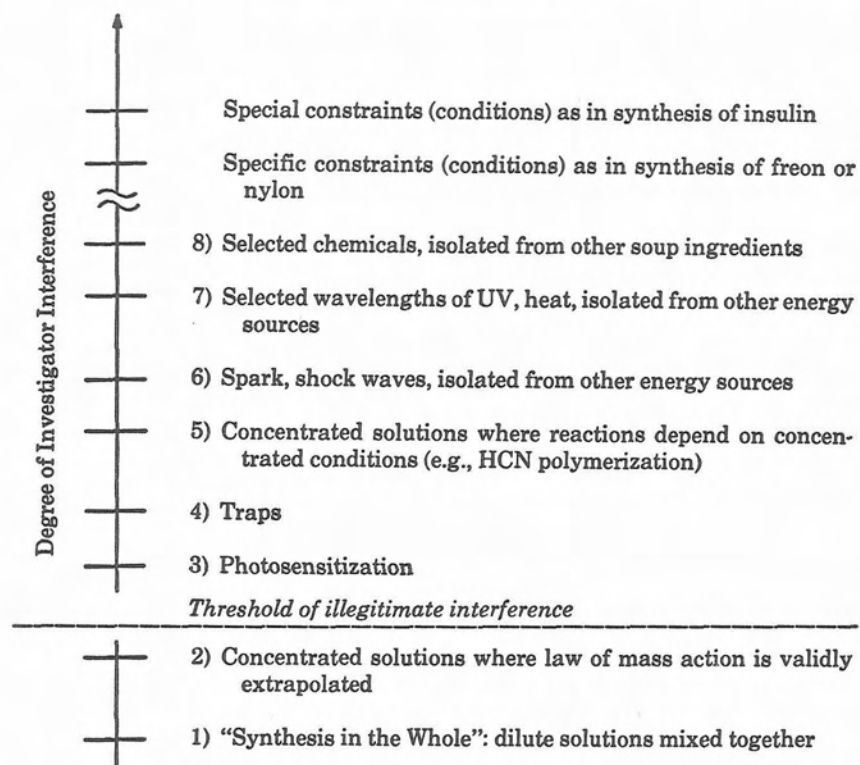 Special constraints (conditions) as in synthesis of insulin
Specific constraints (conditions) as in synthesis of freon or
nylon
8) Selected chemicals, isolated from other soup ingredients
7) Selected wavelengths of UV, heat, isolated from other energy
sources
6) Spark, shock waves, isolated from other energy sources
5) Concentrated solutions where reactions depend on concen-
trated conditions (e.g., HCN polymerization)
4) Traps
3) Photosensitization
Threshold of illegitimate interference
2) Concentrated solutions where law of mass action is validly
extrapolated
1) “Synthesis in the Whole”: dilute solutions mixed together
Degree of Investigator Interference